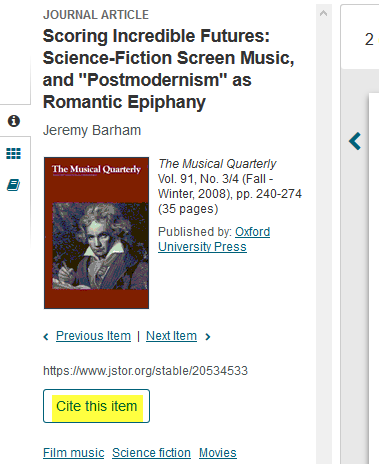 JOURNAL ARTICLE
Scoring Incredible Futures:
Science-Fiction Screen Music,
and "Postmodernism" as
Romantic Epiphany
Jeremy Barham
The Musical Quarterly
The Musical Quarterly
Vol. 91, No. 3/4 (Fall -
Winter, 2008), pp. 240-274
(35 pages)
Published by: Oxford
University Press
Previous Item | Next Item
https://www.jstor.org/stable/20534533
Cite this item
Film music Science fiction Movies
2